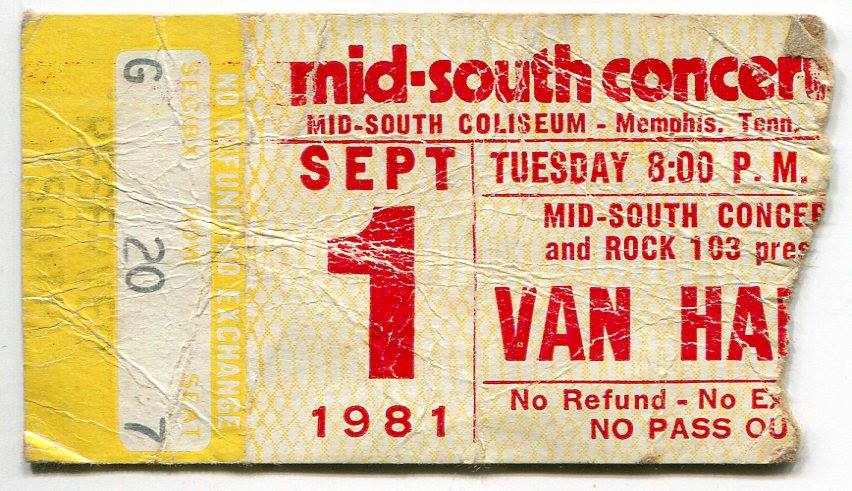 mid-south concer
MID-SOUTH COLISEUM - Memphis, Tenn.
SEPT
1
1981
TUESDAY 8:00 P. M.
MID-SOUTH CONCE
and ROCK 103 pres
VAN HA
No Refund - No E
NO PASS OU
NO REFUND NO EXCHANGE
SEC/BX ROW SEAT
G 20 7